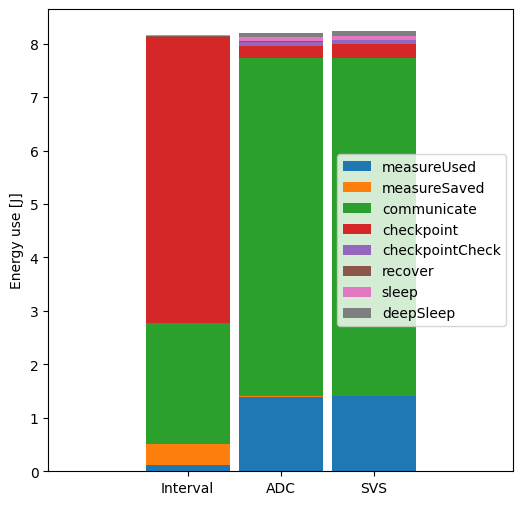 Energy use [J]
8
7
6
5
4
3
2
1
0
measureUsed
measureSaved
communicate
checkpoint
checkpointCheck
recover
sleep
deepSleep
Interval
ADC
SVS